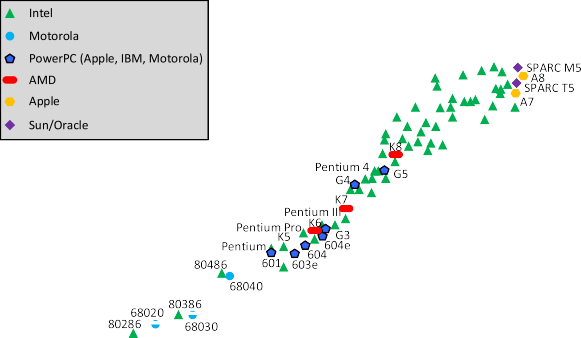 Intel
Motorola
PowerPC (Apple, IBM, Motorola)
AMD
Apple
Sun/Oracle
SPARC M5
A8
SPARC T5
A7
K8
Pentium 4
G5
G4
K7
Pentium III
K6
Pentium Pro
G3
K5
604e
Pentium
604
601
603e
80486
68040
80386
68020
68030
80286